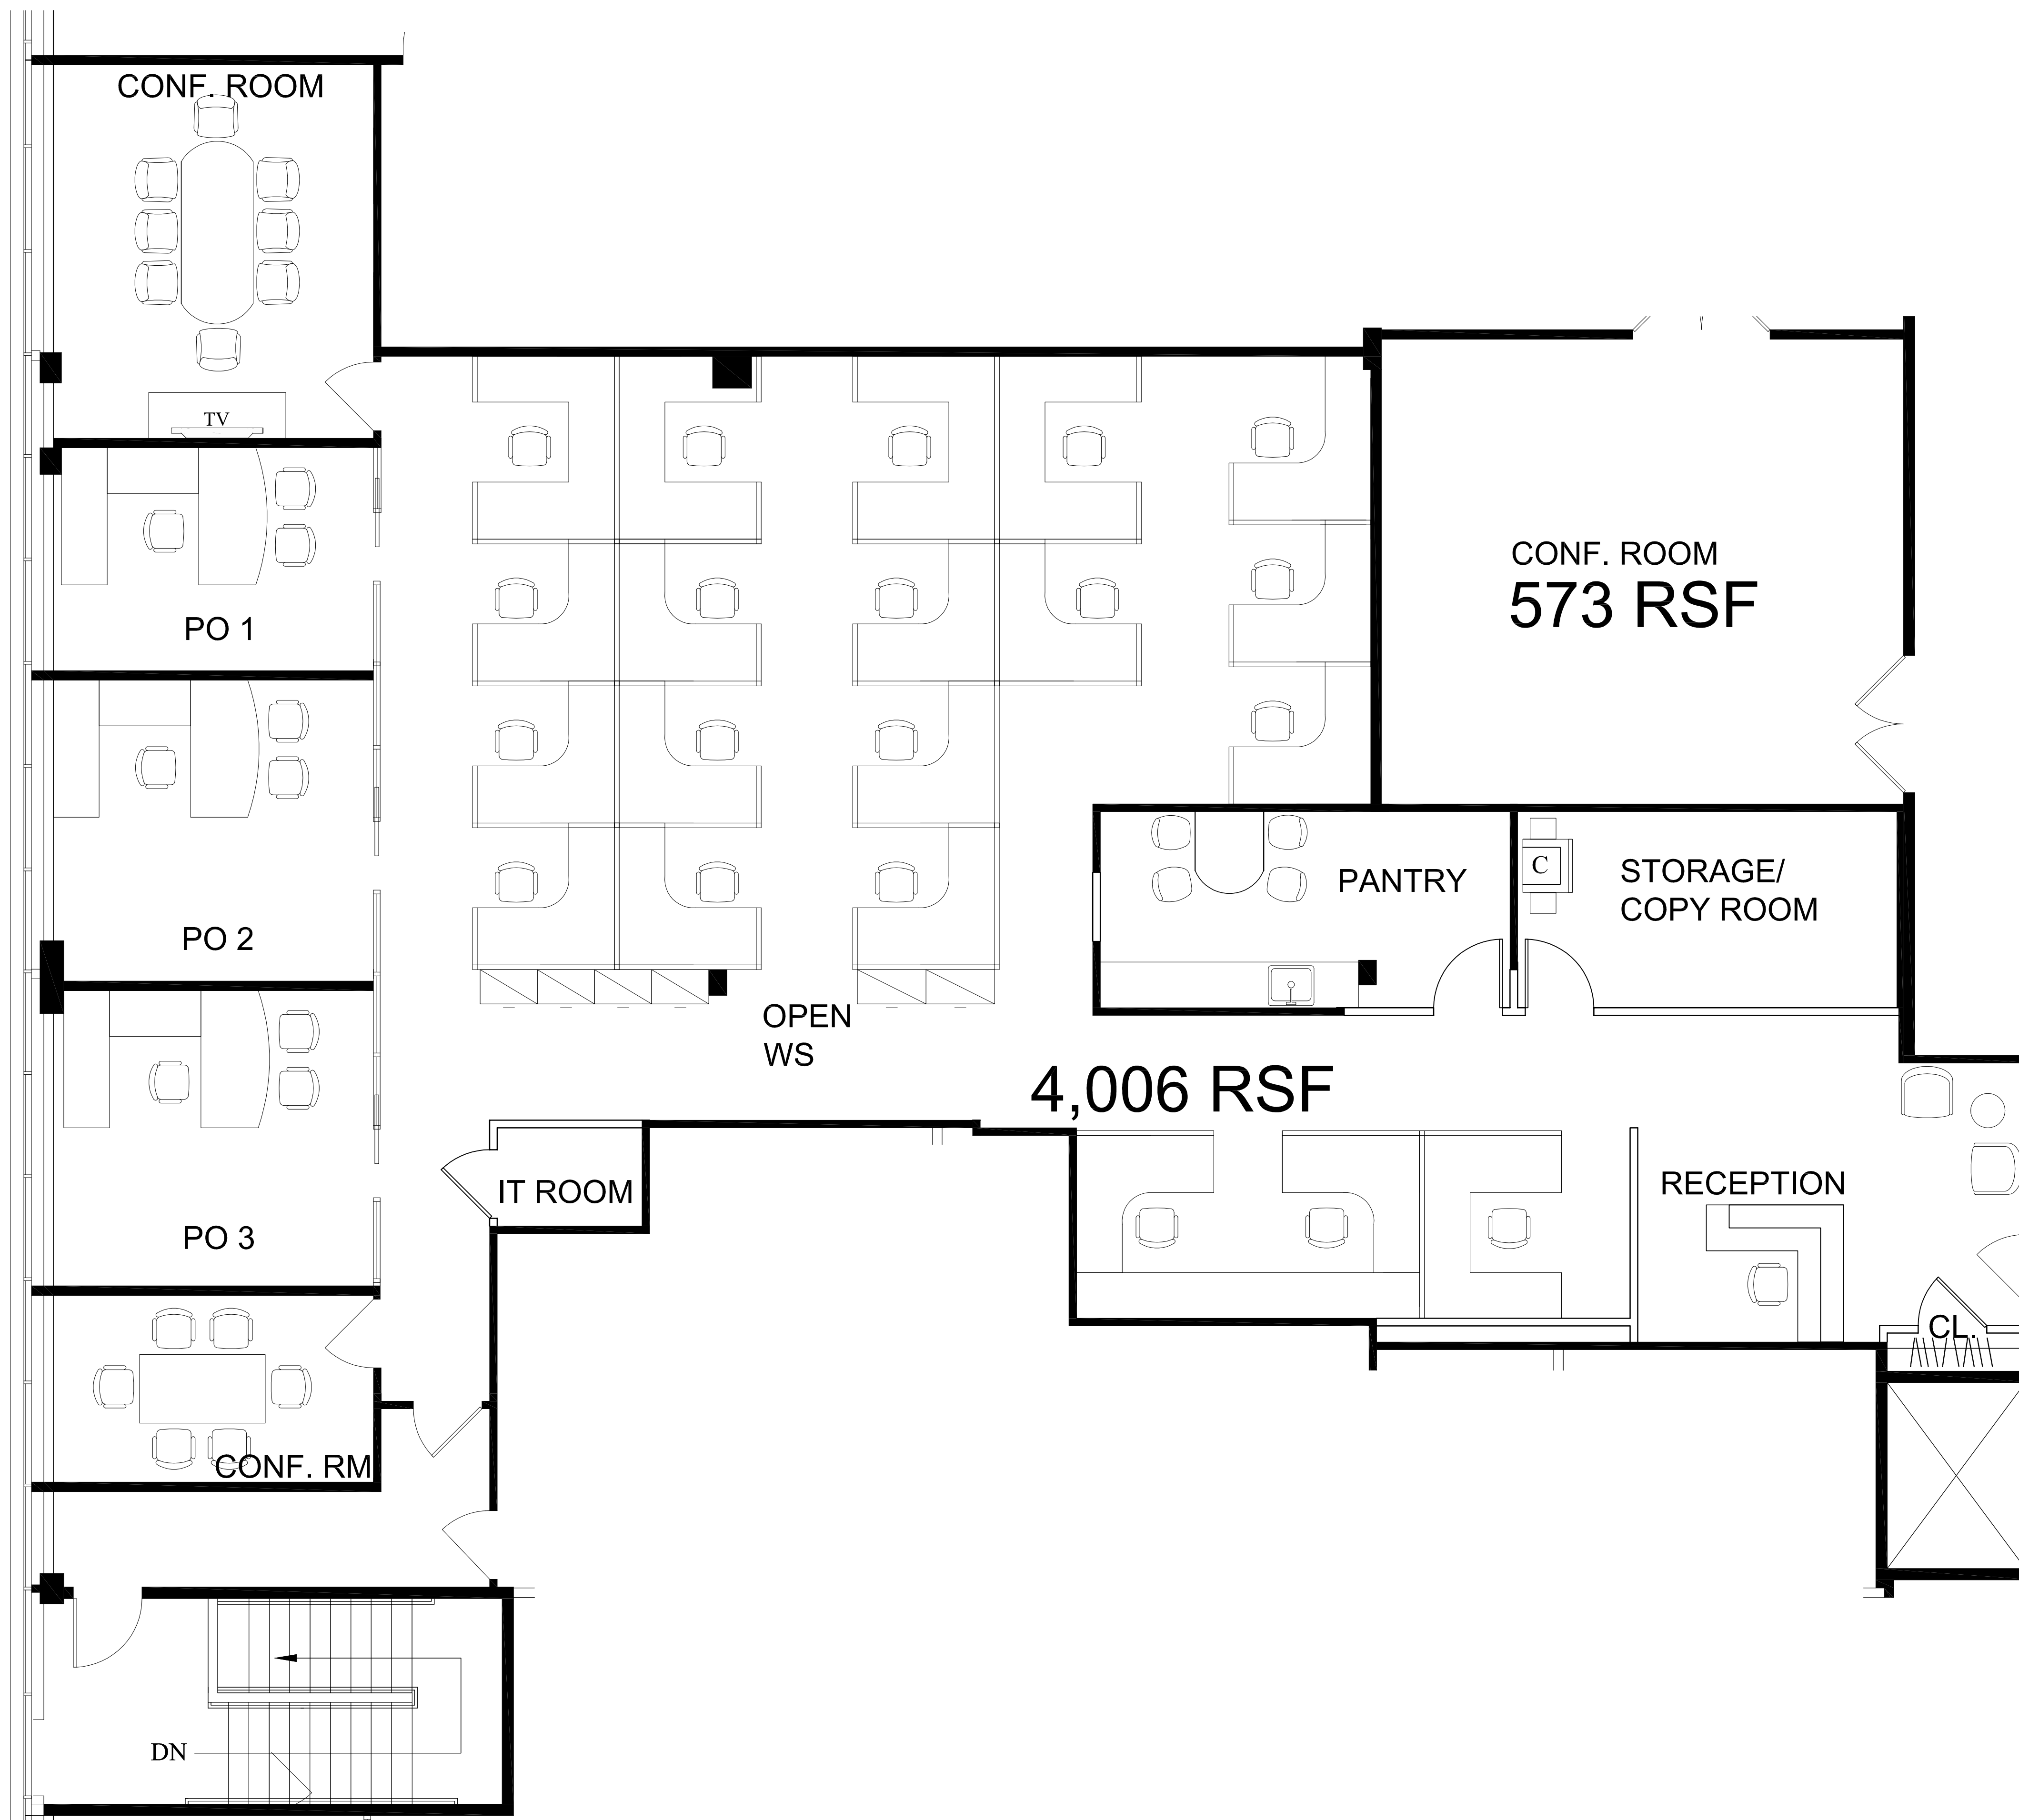 CONF. ROOM
TV
PO 1
CONF. ROOM
573 RSF
PO 2
PANTRY
C
STORAGE/
COPY ROOM
OPEN
WS
4,006 RSF
IT ROOM
RECEPTION
PO 3
CL.
CONF. RM
DN